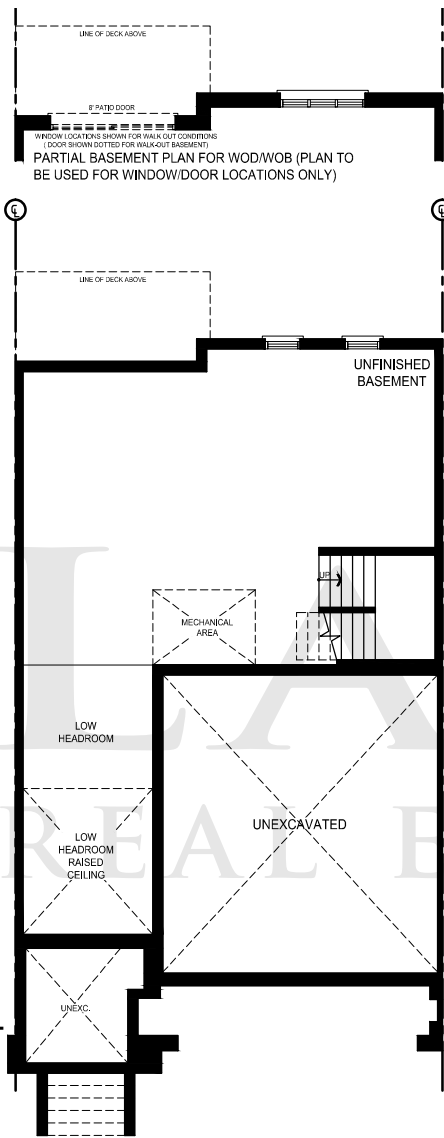 LINE OF DECK ABOVE
8' PATIO DOOR
WINDOW LOCATIONS SHOWN FOR WALK OUT CONDITIONS
( DOOR SHOWN DOTTED FOR WALK-OUT BASEMENT)
PARTIAL BASEMENT PLAN FOR WOD/WOB (PLAN TO
BE USED FOR WINDOW/DOOR LOCATIONS ONLY)
LINE OF DECK ABOVE
UNFINISHED
BASEMENT
UP
MECHANICAL
AREA
LOW
HEADROOM
UNEXCAVATED
LOW
HEADROOM
RAISED
CEILING
UNEXC.
LA
REAL